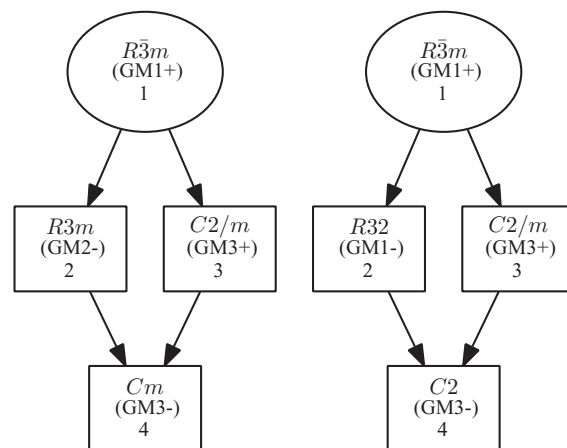 R3̄m
(GM1+)
1
R3m
(GM2-)
2
C2/m
(GM3+)
3
Cm
(GM3-)
4
R3̄m
(GM1+)
1
R32
(GM1-)
2
C2/m
(GM3+)
3
C2
(GM3-)
4